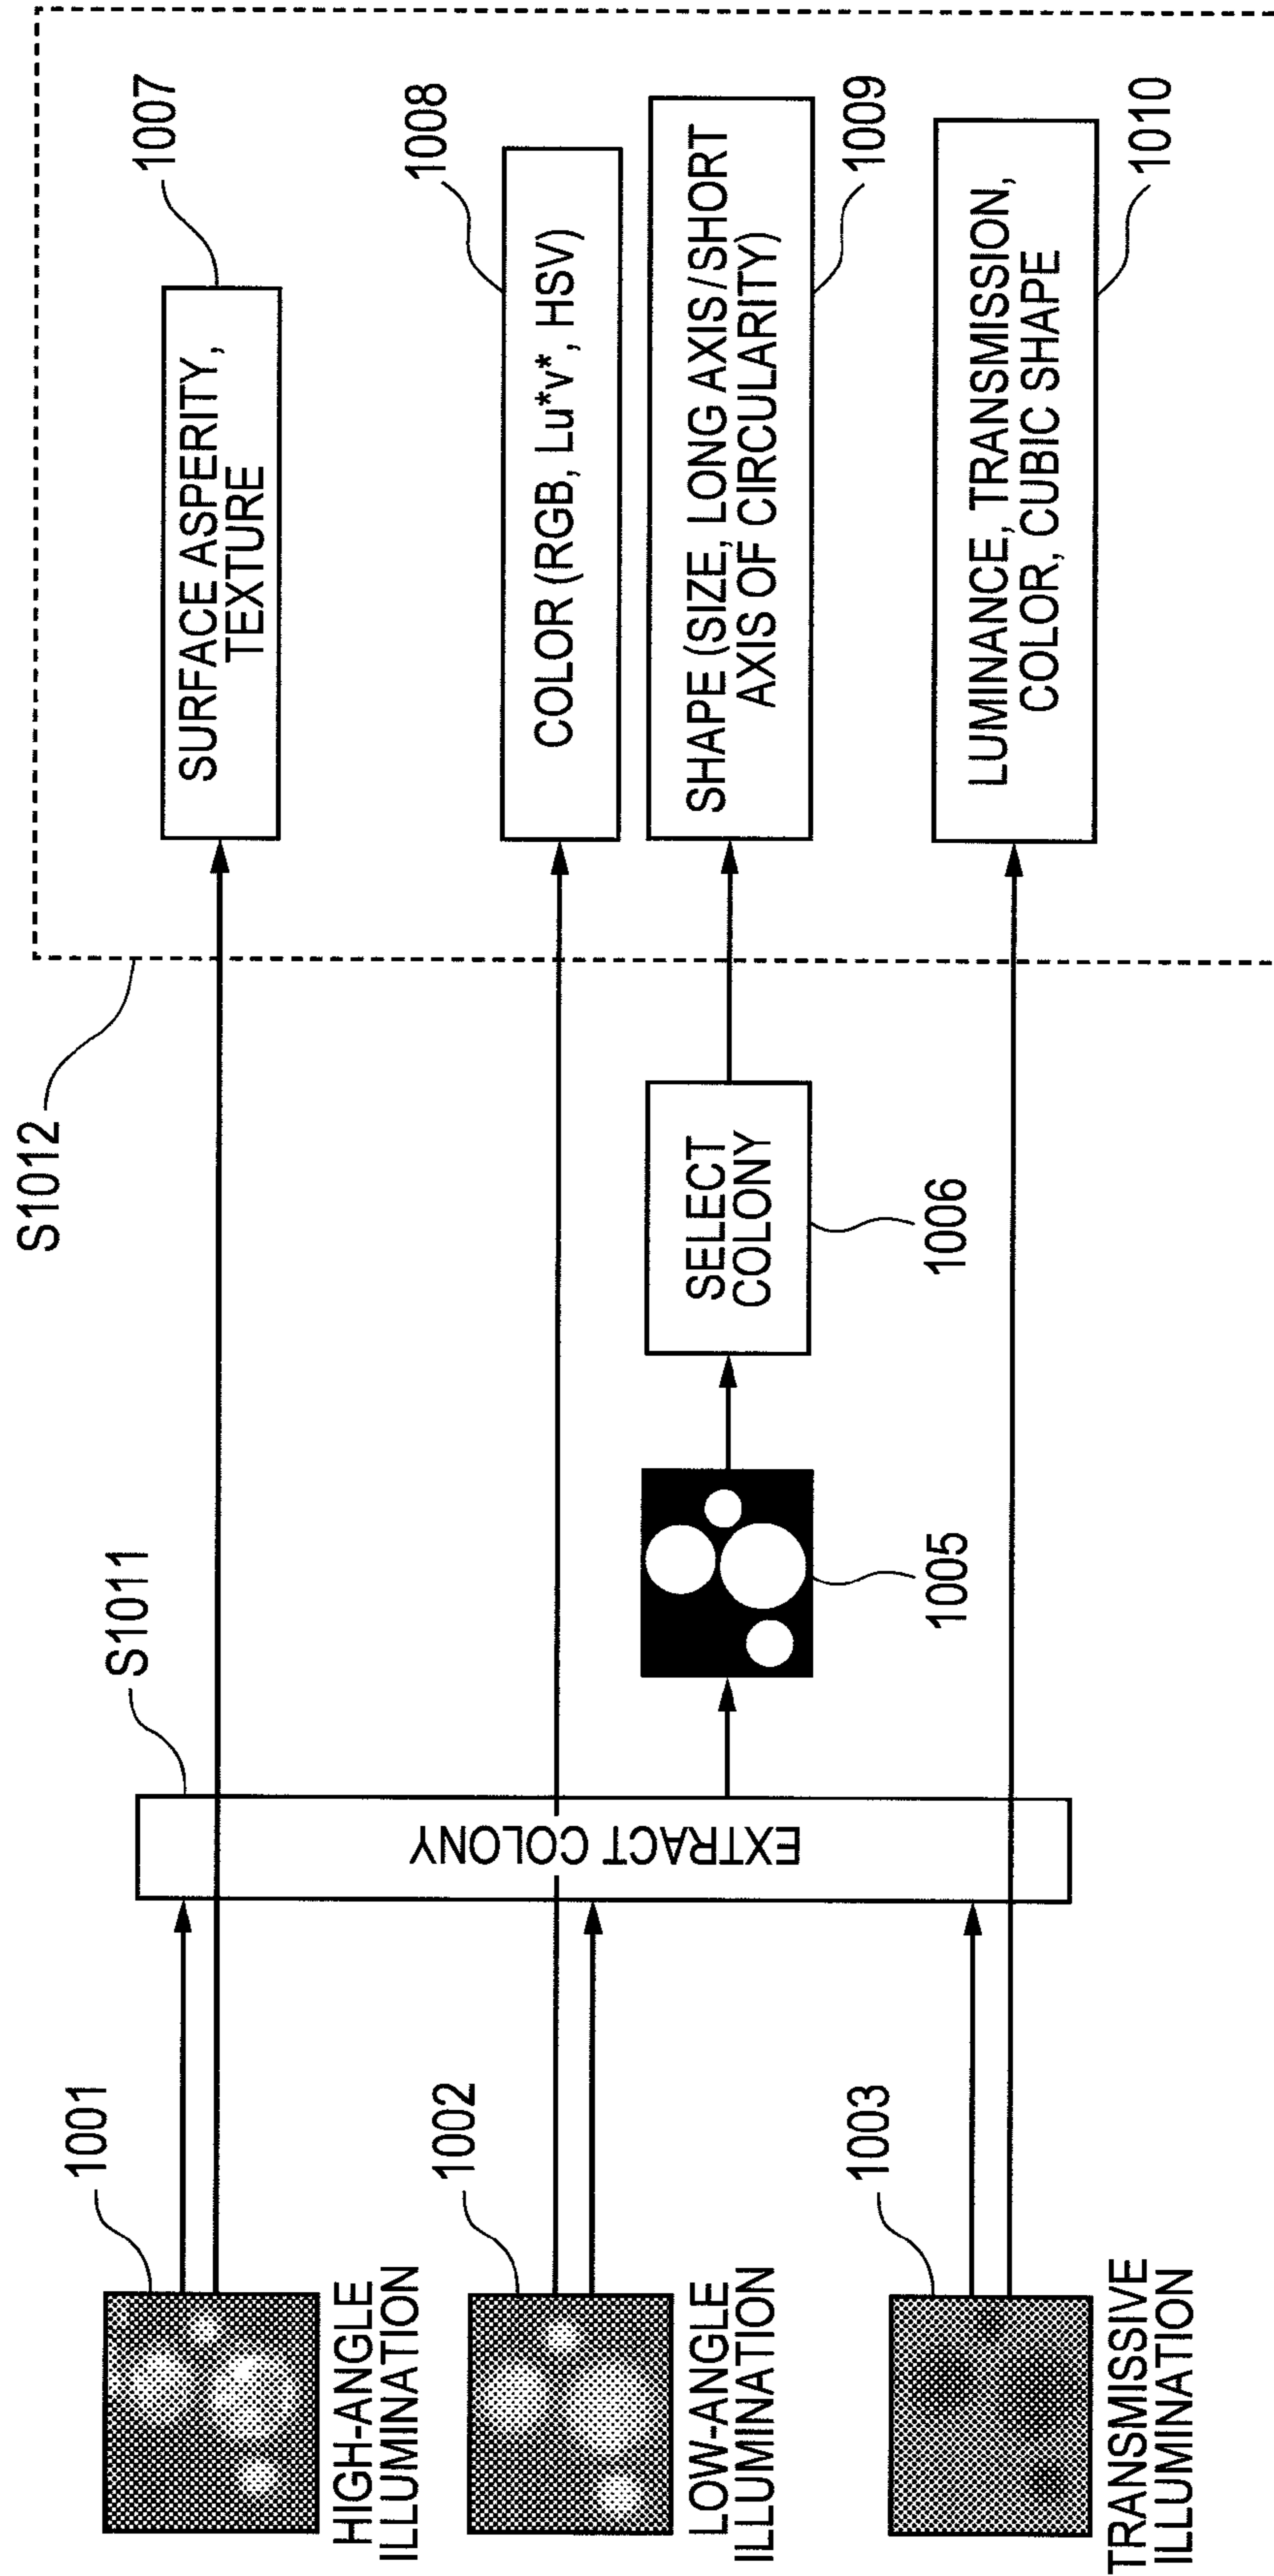 1001
HIGH-ANGLE
ILLUMINATION
1002
LOW-ANGLE
ILLUMINATION
1003
TRANSMISSIVE
ILLUMINATION
S1011
EXTRACT COLONY
1005
SELECT
COLONY
1006
S1012
SURFACE ASPERITY,
TEXTURE
1007
COLOR (RGB, Lu*v*, HSV)
1008
SHAPE (SIZE, LONG AXIS/SHORT
AXIS OF CIRCULARITY)
1009
LUMINANCE, TRANSMISSION,
COLOR, CUBIC SHAPE
1010